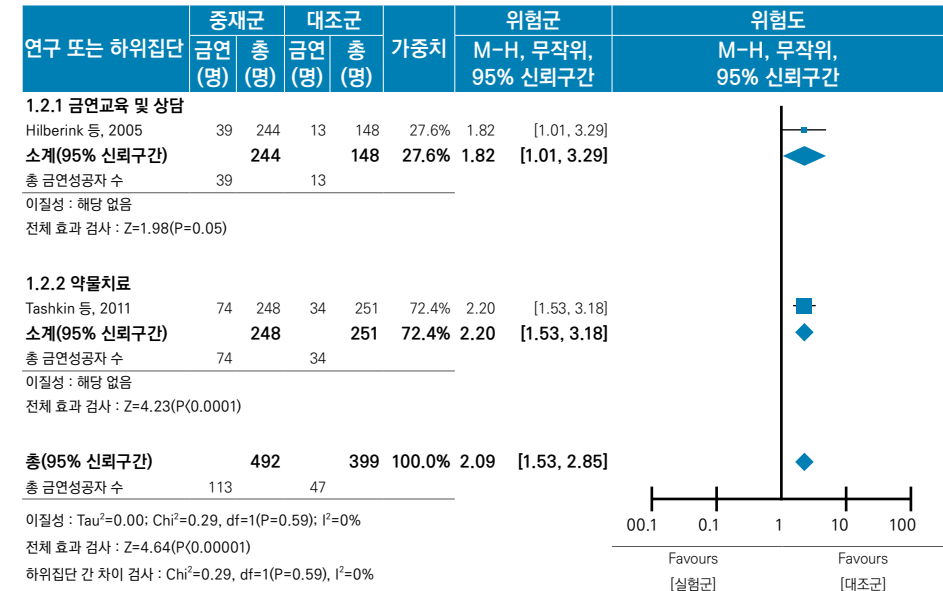 연구 또는 하위집단 중재군 대조군 가중치 위험군 위험도
금연(명) 총(명) 금연(명) 총(명) M-H, 무작위, 95% 신뢰구간 M-H, 무작위, 95% 신뢰구간
1.2.1 금연교육 및 상담
Hilberink 등, 2005 39 244 13 148 27.6% 1.82 [1.01, 3.29]
소계(95% 신뢰구간) 244 148 27.6% 1.82 [1.01, 3.29]
총 금연성공자 수 39 13
이질성 : 해당 없음
전체 효과 검사 : Z=1.98(P=0.05)
1.2.2 약물치료
Tashkin 등, 2011 74 248 34 251 72.4% 2.20 [1.53, 3.18]
소계(95% 신뢰구간) 248 251 72.4% 2.20 [1.53, 3.18]
총 금연성공자 수 74 34
이질성 : 해당 없음
전체 효과 검사 : Z=4.23(P<0.0001)
총(95% 신뢰구간) 492 399 100.0% 2.09 [1.53, 2.85]
총 금연성공자 수 113 47
이질성 : Tau²=0.00; Chi²=0.29, df=1(P=0.59); I²=0%
전체 효과 검사 : Z=4.64(P<0.00001)
하위집단 간 차이 검사 : Chi²=0.29, df=1(P=0.59), I²=0%
00.1 0.1 1 10 100
Favours Favours
[실험군] [대조군]